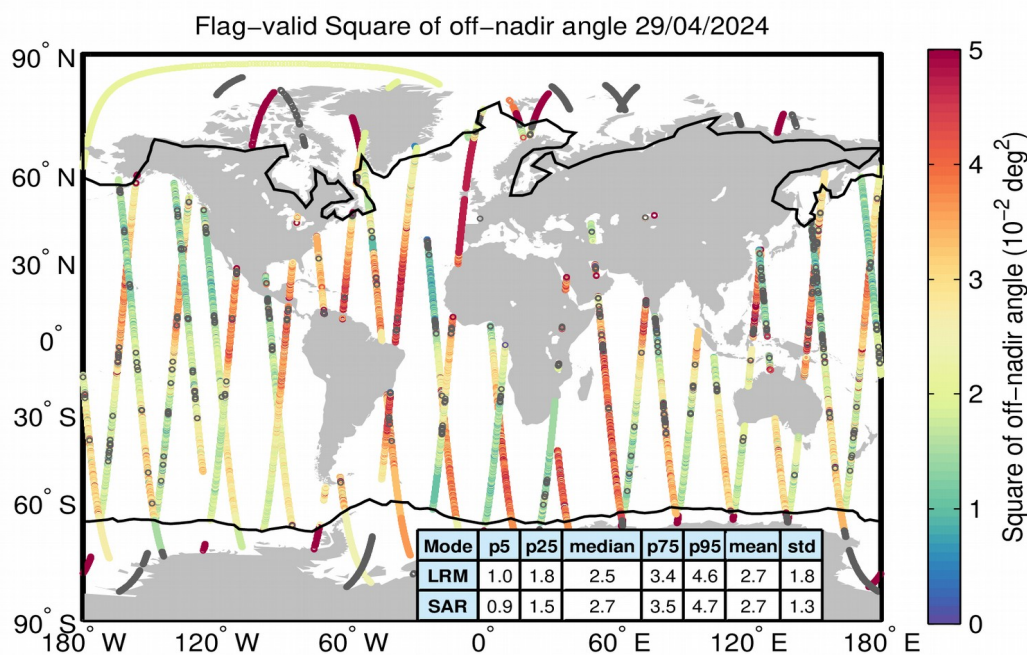 Flag−valid Square of off−nadir angle 29/04/2024
90° N
60° N
30° N
0°
30° S
60° S
90° S
180° W
120° W
60° W
0°
60° E
120° E
180° E
Mode p5 p25 median p75 p95 mean std
LRM 1.0 1.8 2.5 3.4 4.6 2.7 1.8
SAR 0.9 1.5 2.7 3.5 4.7 2.7 1.3
5
4
3
2
1
0
Square of off−nadir angle (10⁻² deg²)